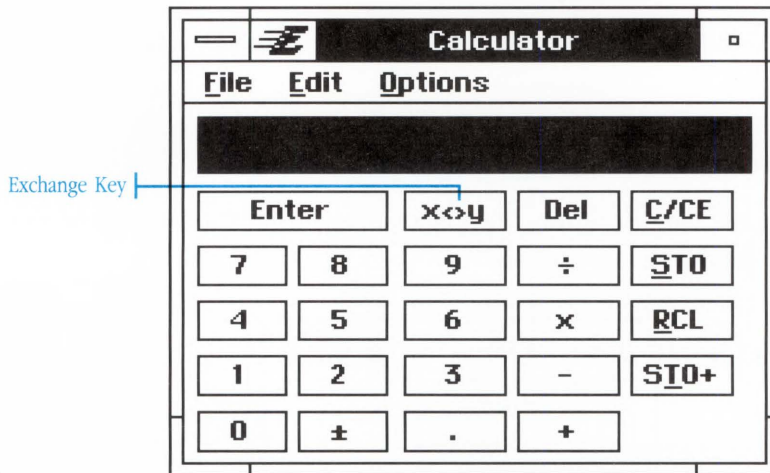 Calculator
File Edit Options
Exchange Key
Enter x<>y Del C/CE
7 8 9 ÷ STO
4 5 6 x RCL
1 2 3 - STO+
0 ± . +